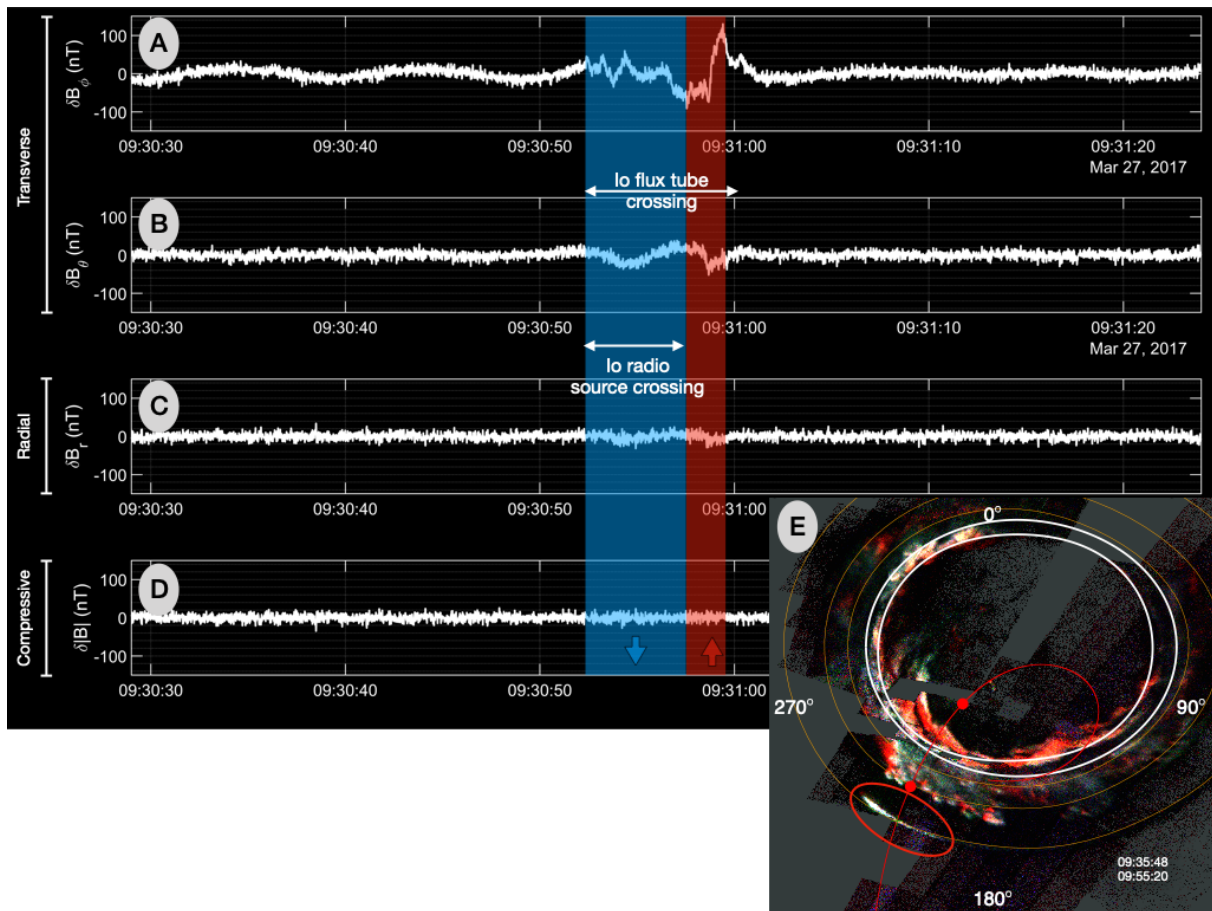 Transverse
A
δBϕ (nT)
100
0
-100
09:30:30 09:30:40 09:30:50 09:31:00 09:31:10 09:31:20
Mar 27, 2017
Io flux tube
crossing
B
δBθ (nT)
100
0
-100
09:30:30 09:30:40 09:30:50 09:31:00 09:31:10 09:31:20
Mar 27, 2017
Io radio
source crossing
Radial
C
δBr (nT)
100
0
-100
09:30:30 09:30:40 09:30:50 09:31:00
Compressive
D
δ|B| (nT)
100
0
-100
09:30:30 09:30:40 09:30:50 09:31:00
E
0°
270°
90°
180°
09:35:48
09:55:20